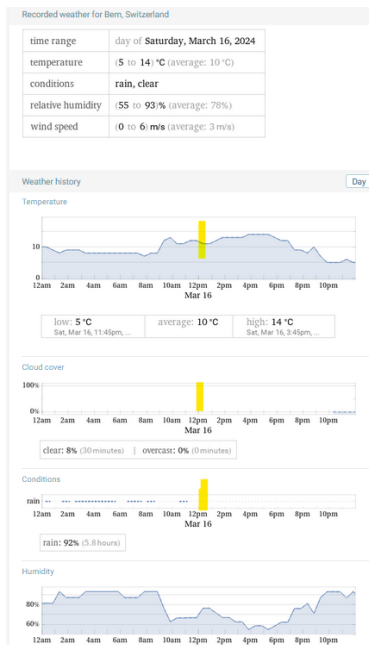 Recorded weather for Bern, Switzerland
time range day of Saturday, March 16, 2024
temperature (5 to 14) °C (average: 10 °C)
conditions rain, clear
relative humidity (55 to 93)% (average: 78%)
wind speed (0 to 6) m/s (average: 3 m/s)
Weather history Day
Temperature
10
0
12am 2am 4am 6am 8am 10am 12pm 2pm 4pm 6pm 8pm 10pm
Mar 16
low: 5 °C average: 10 °C high: 14 °C
Sat, Mar 16, 11:45pm, ... Sat, Mar 16, 3:45pm, ...
Cloud cover
100%
0%
12am 2am 4am 6am 8am 10am 12pm 2pm 4pm 6pm 8pm 10pm
Mar 16
clear: 8% (30 minutes) | overcast: 0% (0 minutes)
Conditions
rain
12am 2am 4am 6am 8am 10am 12pm 2pm 4pm 6pm 8pm 10pm
Mar 16
rain: 92% (5.8 hours)
Humidity
80%
60%
12am 2am 4am 6am 8am 10am 12pm 2pm 4pm 6pm 8pm 10pm